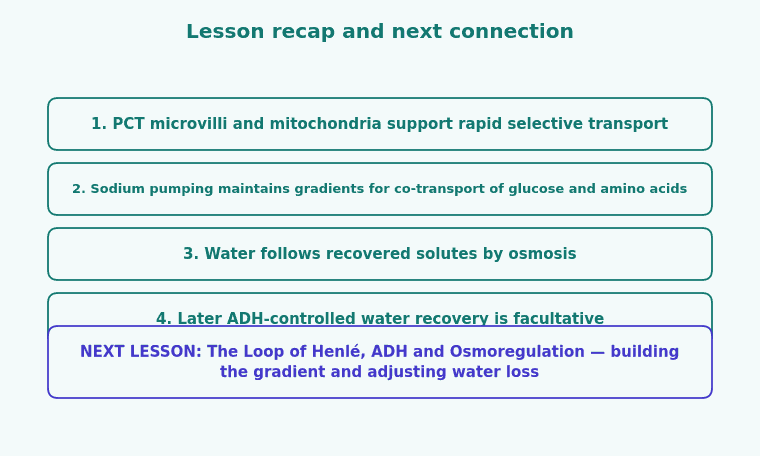 Lesson recap and next connection
1. PCT microvilli and mitochondria support rapid selective transport
2. Sodium pumping maintains gradients for co-transport of glucose and amino acids
3. Water follows recovered solutes by osmosis
4. Later ADH-controlled water recovery is facultative
NEXT LESSON: The Loop of Henlé, ADH and Osmoregulation — building
the gradient and adjusting water loss